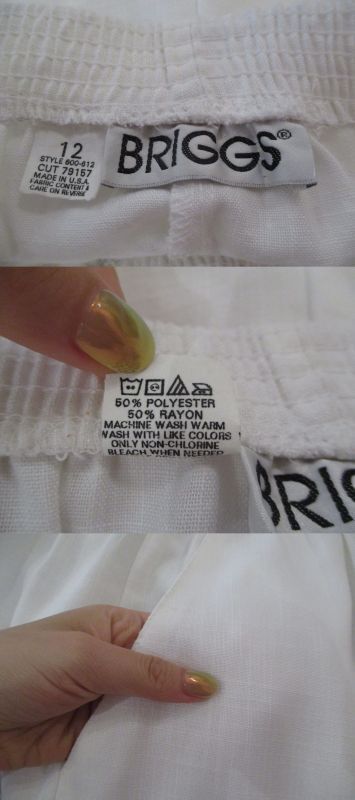 12
STYLE 600-612
CUT 79157
MADE IN U.S.A.
FABRIC CONTENT &
CARE ON REVERSE
BRIGGS®
50% POLYESTER
50% RAYON
MACHINE WASH WARM
WASH WITH LIKE COLORS
ONLY NON-CHLORINE
BLEACH WHEN NEEDED
BRIG